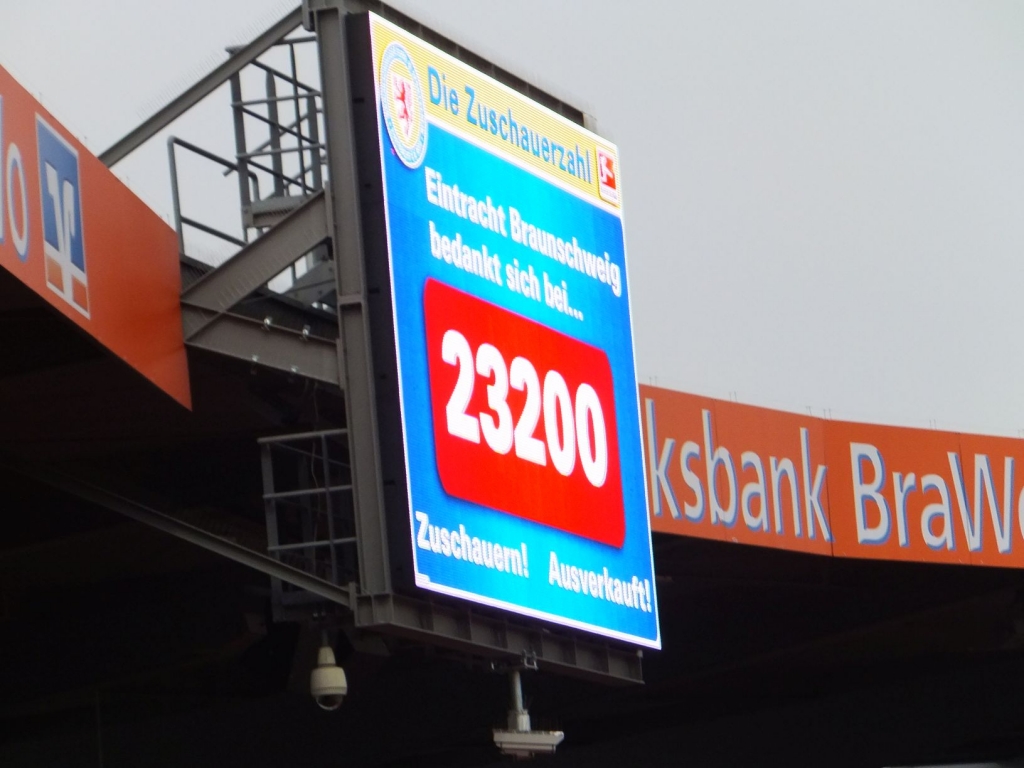 Die Zuschauerzahl
Eintracht Braunschweig
bedankt sich bei...
23200
Zuschauern! Ausverkauft!
ksbank BraW